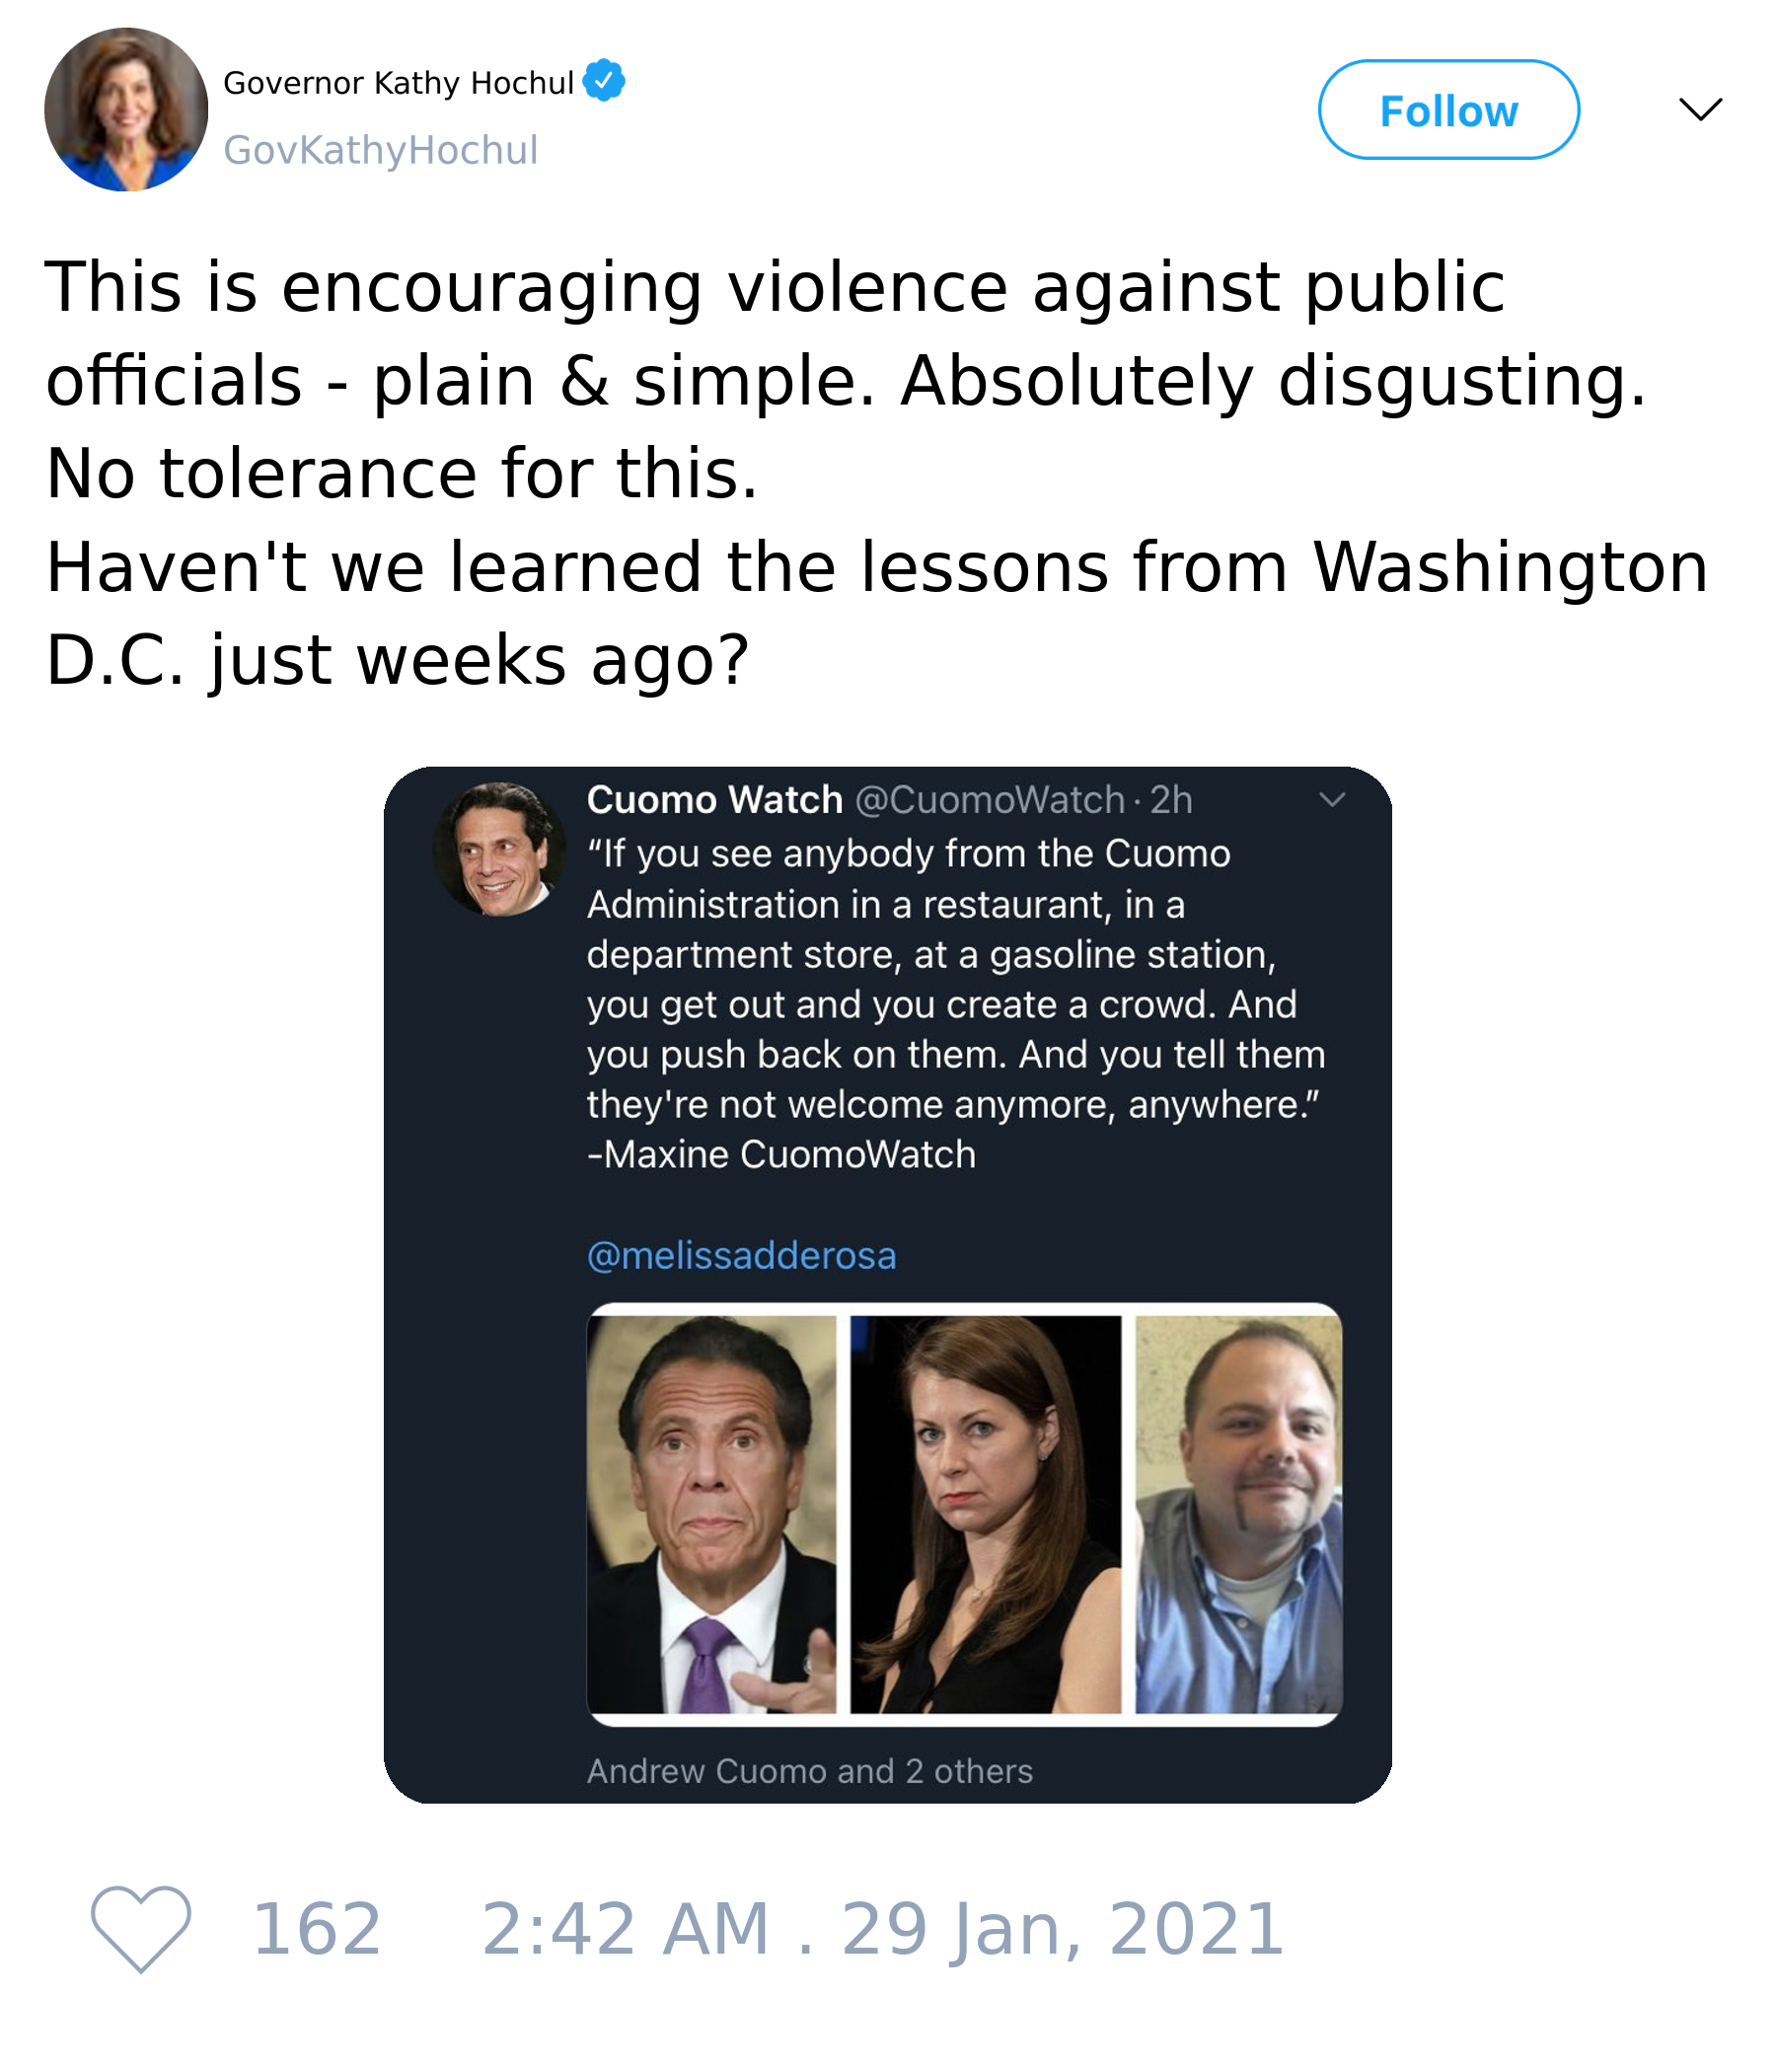 Governor Kathy Hochul
GovKathyHochul
Follow
This is encouraging violence against public
officials - plain & simple. Absolutely disgusting.
No tolerance for this.
Haven't we learned the lessons from Washington
D.C. just weeks ago?
Cuomo Watch @CuomoWatch · 2h
“If you see anybody from the Cuomo
Administration in a restaurant, in a
department store, at a gasoline station,
you get out and you create a crowd. And
you push back on them. And you tell them
they're not welcome anymore, anywhere.”
-Maxine CuomoWatch
@melissadderosa
Andrew Cuomo and 2 others
162 2:42 AM . 29 Jan, 2021